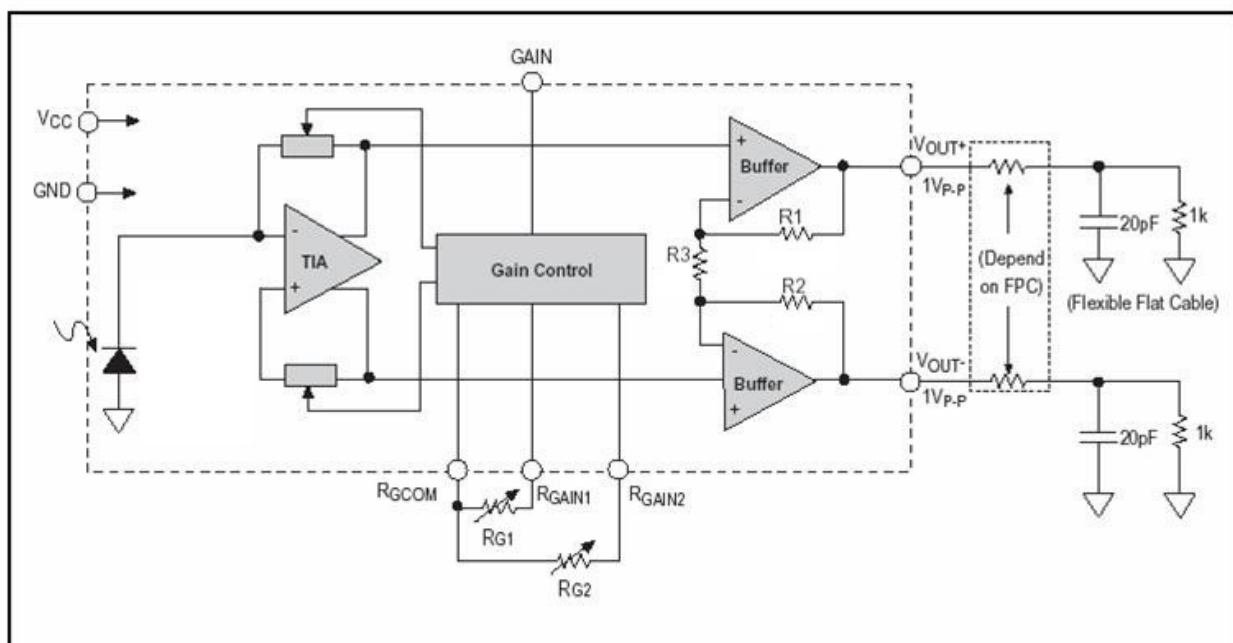 GAIN
VCC
GND
-
TIA
+
Gain Control
+
Buffer
-
R1
R3
R2
-
Buffer
+
VOUT+
1VP-P
VOUT-
1VP-P
(Depend
on FPC)
20pF
1k
(Flexible Flat Cable)
20pF
1k
RGCOM
RGAIN1
RGAIN2
RG1
RG2